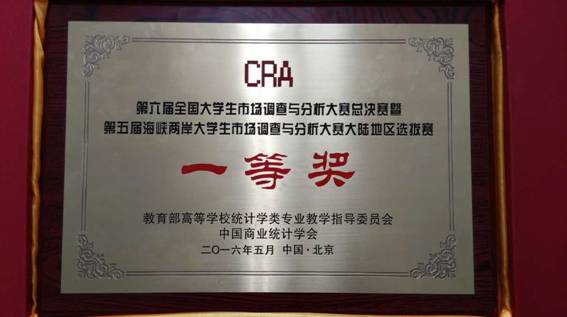 CRA
第六届全国大学生市场调查与分析大赛总决赛暨
第五届海峡两岸大学生市场调查与分析大赛大陆地区选拔赛
一等奖
教育部高等学校统计学类专业教学指导委员会
中国商业统计学会
二〇一六年五月 中国·北京